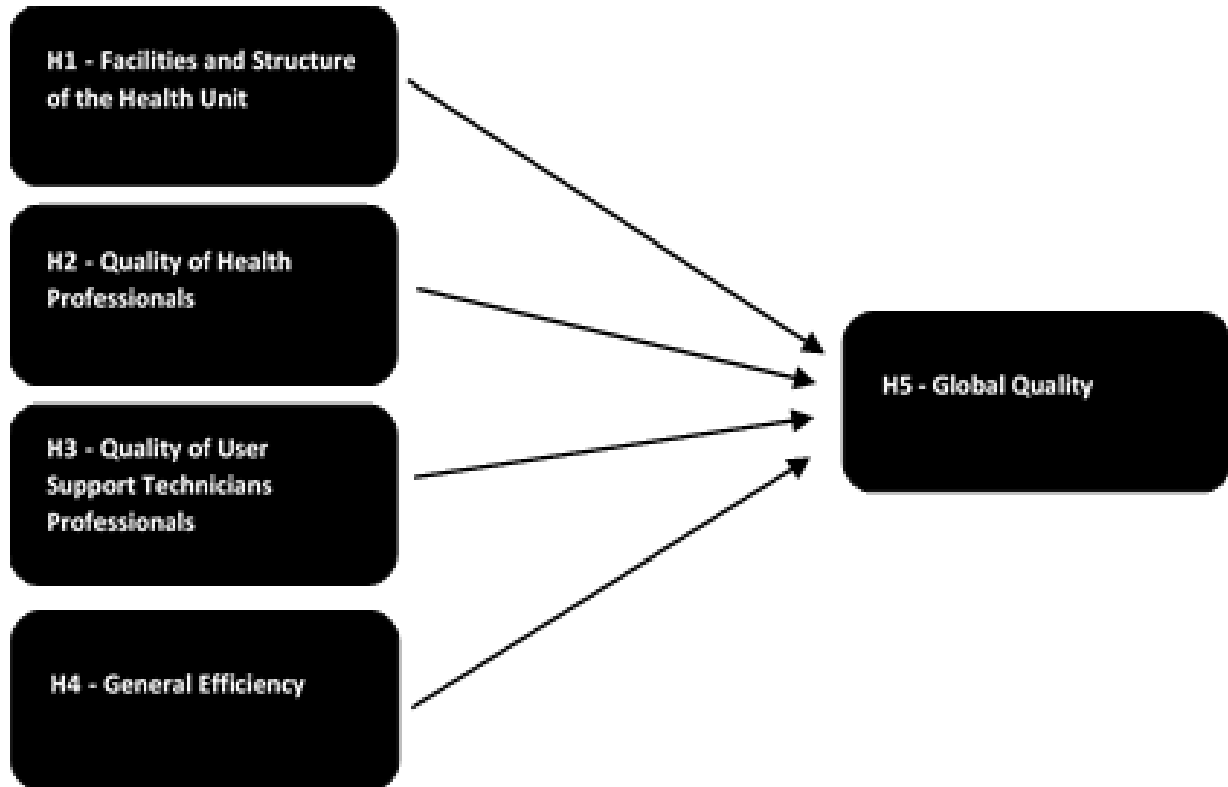 H1 - Facilities and Structure
of the Health Unit
H2 - Quality of Health
Professionals
H3 - Quality of User
Support Technicians
Professionals
H4 - General Efficiency
H5 - Global Quality